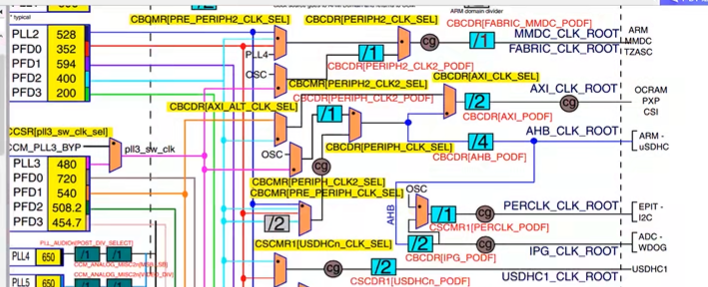 ARM domain divider
" typical
CBCMR[PRE_PERIPH2_CLK_SEL]
CBCDR[PERIPH2_CLK_SEL]
CBCDR[FABRIC_MMDC_PODF]
PLL2 528
MMDC_CLK_ROOT
ARM
PFD0 352
cg
/1
MMDC
FABRIC_CLK_ROOT
TZASC
PLL4
/1
PFD1 594
OSC
CBCDR[PERIPH2_CLK2_PODF]
PFD2 400
CBCMR[PERIPH2_CLK2_SEL]
CBCDR[AXI_CLK_SEL]
PFD3 200
CBCDR[PERIPH_CLK2_PODF]
AXI_CLK_ROOT
OCRAM
CBCDR[AXI_ALT_CLK_SEL]
/1
/2
cg
PXP
CBCDR[AXI_PODF]
CSI
CCSR[pll3_sw_clk_sel]
AHB_CLK_ROOT
CCM_PLL3_BYP
pll3_sw_clk
OSC
CBCDR[PERIPH_CLK_SEL]
/4
ARM -
uSDHC
PLL3 480
cg
CBCDR[AHB_PODF]
PFD0 720
CBCMR[PERIPH_CLK2_SEL]
OSC
PFD1 540
CBCMR[PRE_PERIPH_CLK_SEL]
PFD2 508.2
AHB
/1
cg
PERCLK_CLK_ROOT
EPIT -
I2C
PFD3 454.7
/2
CSCMR1[PERCLK_PODF]
PLL_AUDIO[POST_DIV_SELECT]
CSCMR1[USDHCn_CLK_SEL]
/2
cg
ADC -
WDOG
PLL4 650
/1
/1
CBCDR[IPG_PODF]
IPG_CLK_ROOT
cg
/2
USDHC1
PLL5 650
CSCDR1[USDHCn_PODF]
USDHC1_CLK_ROOT